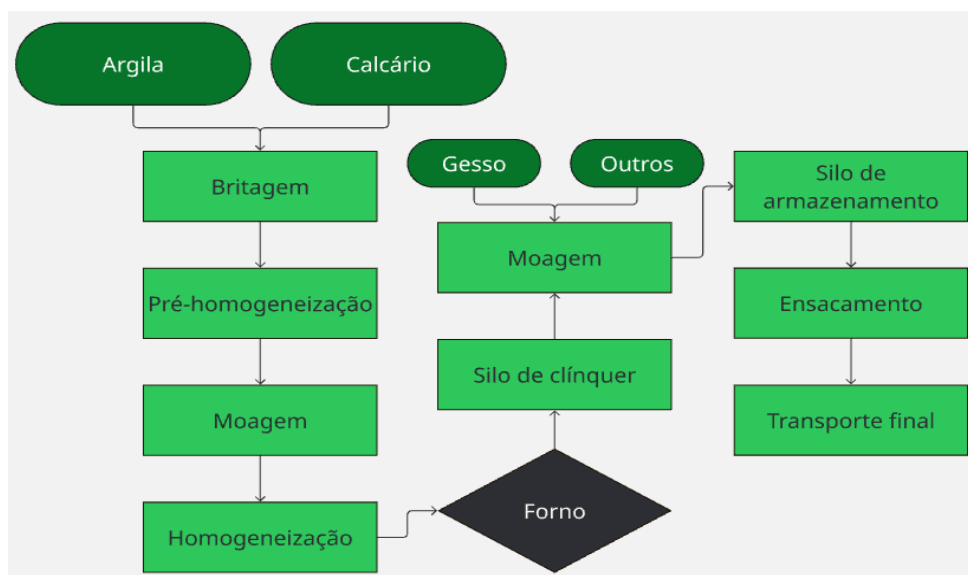 Argila
Calcário
Britagem
Pré-homogeneização
Moagem
Homogeneização
Gesso
Outros
Moagem
Silo de clínquer
Forno
Silo de
armazenamento
Ensacamento
Transporte final